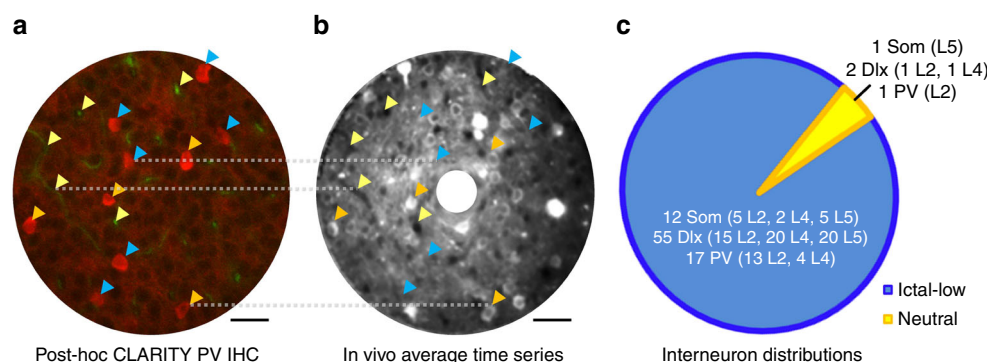 a
b
c
1 Som (L5)
2 Dlx (1 L2, 1 L4)
1 PV (L2)
12 Som (5 L2, 2 L4, 5 L5)
55 Dlx (15 L2, 20 L4, 20 L5)
17 PV (13 L2, 4 L4)
Ictal-low
Neutral
Post-hoc CLARITY PV IHC
In vivo average time series
Interneuron distributions